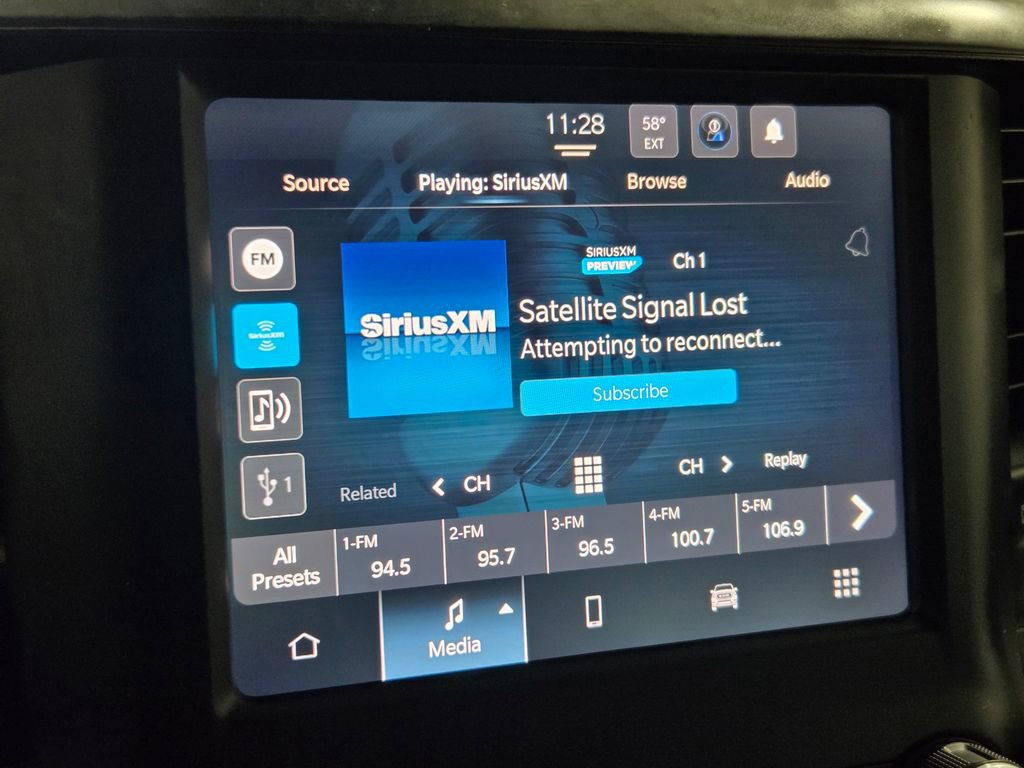 11:28
58°
EXT
Source Playing: SiriusXM Browse Audio
FM
SiriusXM
SiriusXM
SIRIUSXM
PREVIEW
Ch 1
Satellite Signal Lost
Attempting to reconnect...
Subscribe
1
Related CH CH Replay
All
Presets
1-FM
94.5
2-FM
95.7
3-FM
96.5
4-FM
100.7
5-FM
106.9
Media